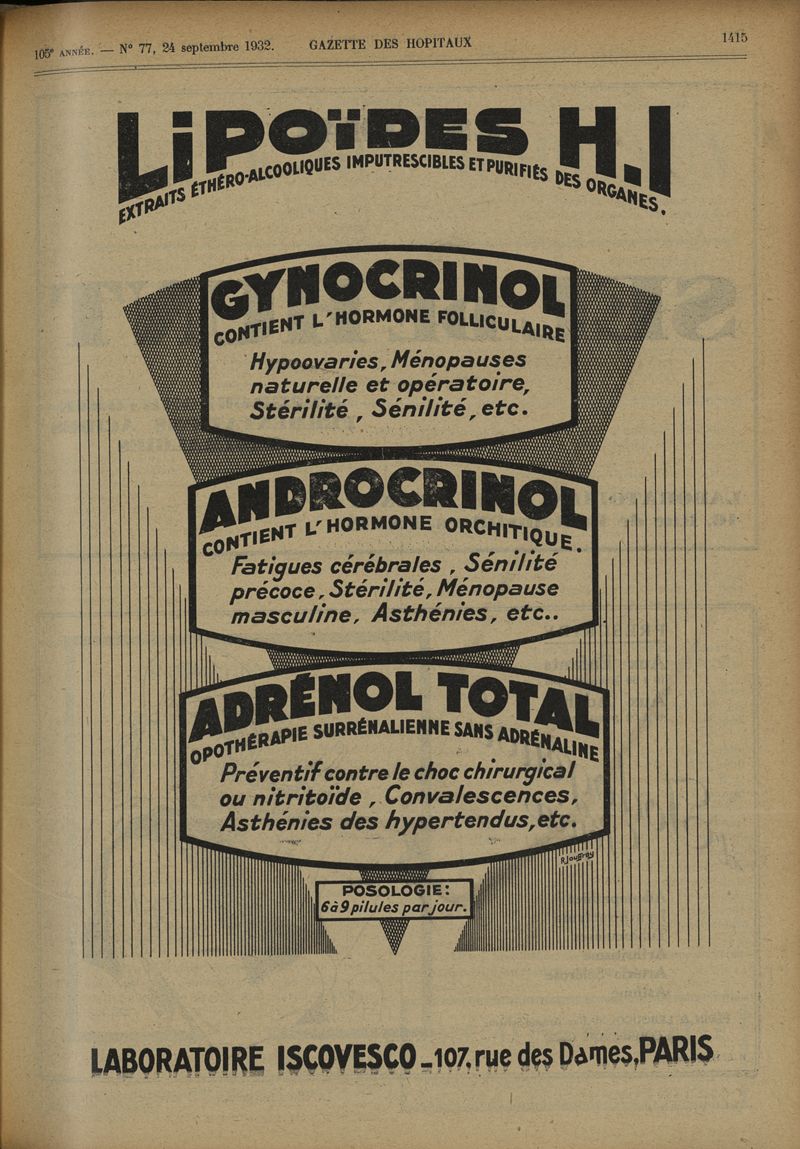 105e ANNÉE. — N° 77, 24 septembre 1932. GAZETTE DES HOPITAUX 1415
LiPOÏDES H.I
EXTRAITS ÉTHÉRO-ALCOOLIQUES IMPUTRESCIBLES ET PURIFIÉS DES ORGANES.
GYNOCRINOL
CONTIENT L'HORMONE FOLLICULAIRE
Hypoovaries, Ménopauses
naturelle et opératoire,
Stérilité, Sénilité, etc.
ANDROCRINOL
CONTIENT L'HORMONE ORCHITIQUE.
Fatigues cérébrales, Sénilité
précoce, Stérilité, Ménopause
masculine, Asthénies, etc..
ADRÉNOL TOTAL
OPOTHÉRAPIE SURRÉNALIENNE SANS ADRÉNALINE
Préventif contre le choc chirurgical
ou nitritoïde, Convalescences,
Asthénies des hypertendus, etc.
POSOLOGIE:
6 à 9 pilules par jour.
LABORATOIRE ISCOVESCO _ 107, rue des Dames, PARIS